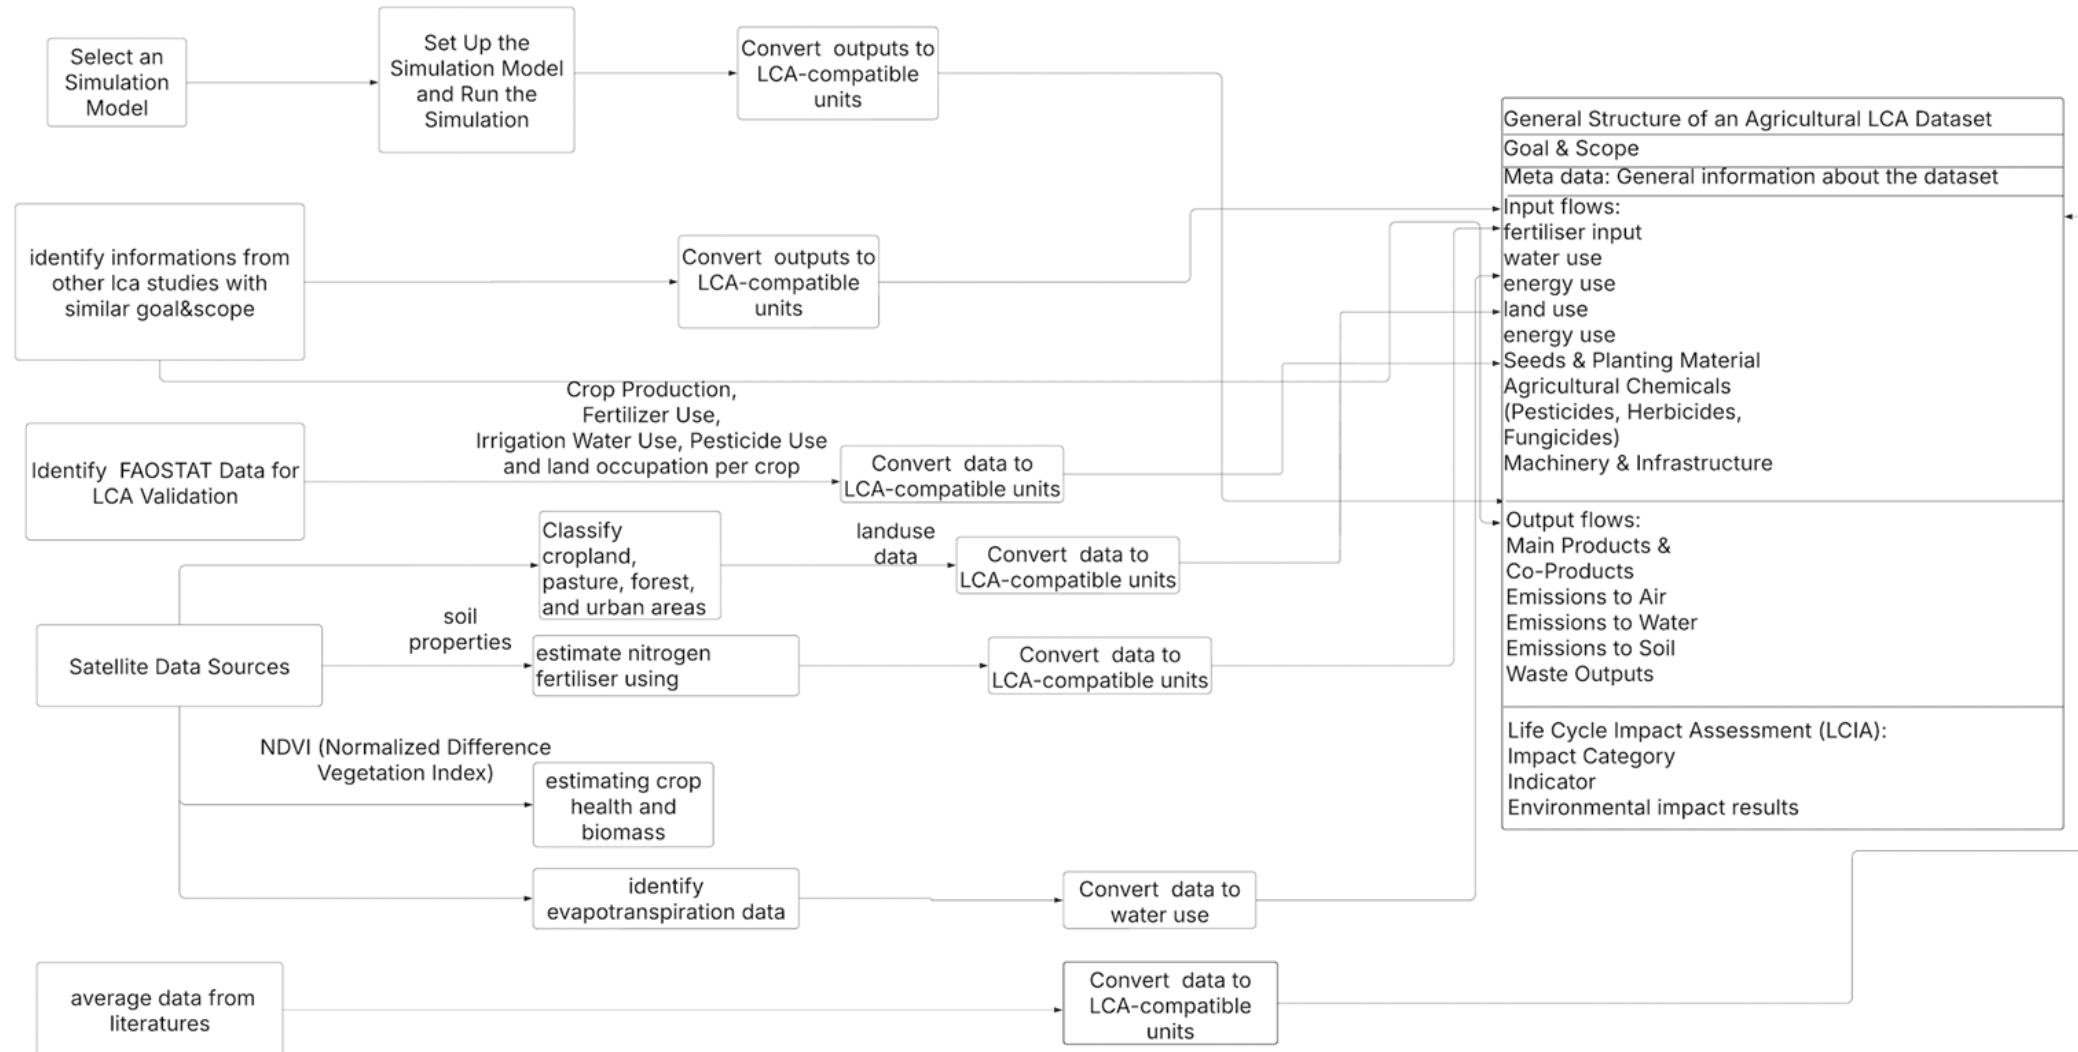 Select an
Simulation
Model
Set Up the
Simulation Model
and Run the
Simulation
Convert outputs to
LCA-compatible
units
identify informations from
other lca studies with
similar goal&scope
Convert outputs to
LCA-compatible
units
Crop Production,
Fertilizer Use,
Irrigation Water Use, Pesticide Use
and land occupation per crop
Identify FAOSTAT Data for
LCA Validation
Convert data to
LCA-compatible units
Classify
cropland,
pasture, forest,
and urban areas
landuse
data
Convert data to
LCA-compatible units
Satellite Data Sources
soil
properties
estimate nitrogen
fertiliser using
Convert data to
LCA-compatible units
NDVI (Normalized Difference
Vegetation Index)
estimating crop
health and
biomass
identify
evapotranspiration data
Convert data to
water use
average data from
literatures
Convert data to
LCA-compatible
units
General Structure of an Agricultural LCA Dataset
Goal & Scope
Meta data: General information about the dataset
Input flows:
fertiliser input
water use
energy use
land use
energy use
Seeds & Planting Material
Agricultural Chemicals
(Pesticides, Herbicides,
Fungicides)
Machinery & Infrastructure
Output flows:
Main Products &
Co-Products
Emissions to Air
Emissions to Water
Emissions to Soil
Waste Outputs
Life Cycle Impact Assessment (LCIA):
Impact Category
Indicator
Environmental impact results